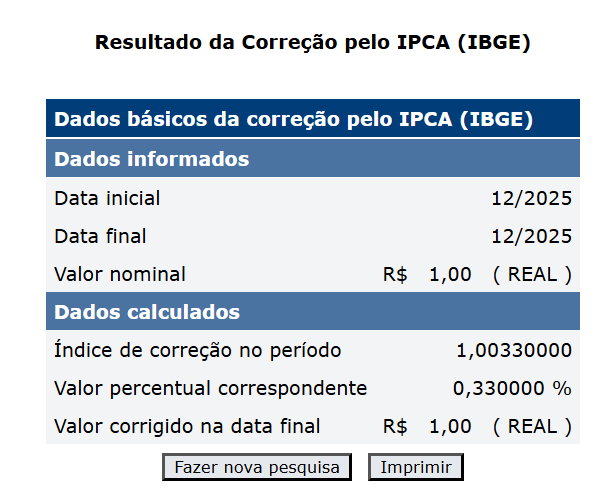 Resultado da Correção pelo IPCA (IBGE)
Dados básicos da correção pelo IPCA (IBGE)
Dados informados
Data inicial 12/2025
Data final 12/2025
Valor nominal R$ 1,00 ( REAL )
Dados calculados
Índice de correção no período 1,00330000
Valor percentual correspondente 0,330000 %
Valor corrigido na data final R$ 1,00 ( REAL )
Fazer nova pesquisa Imprimir